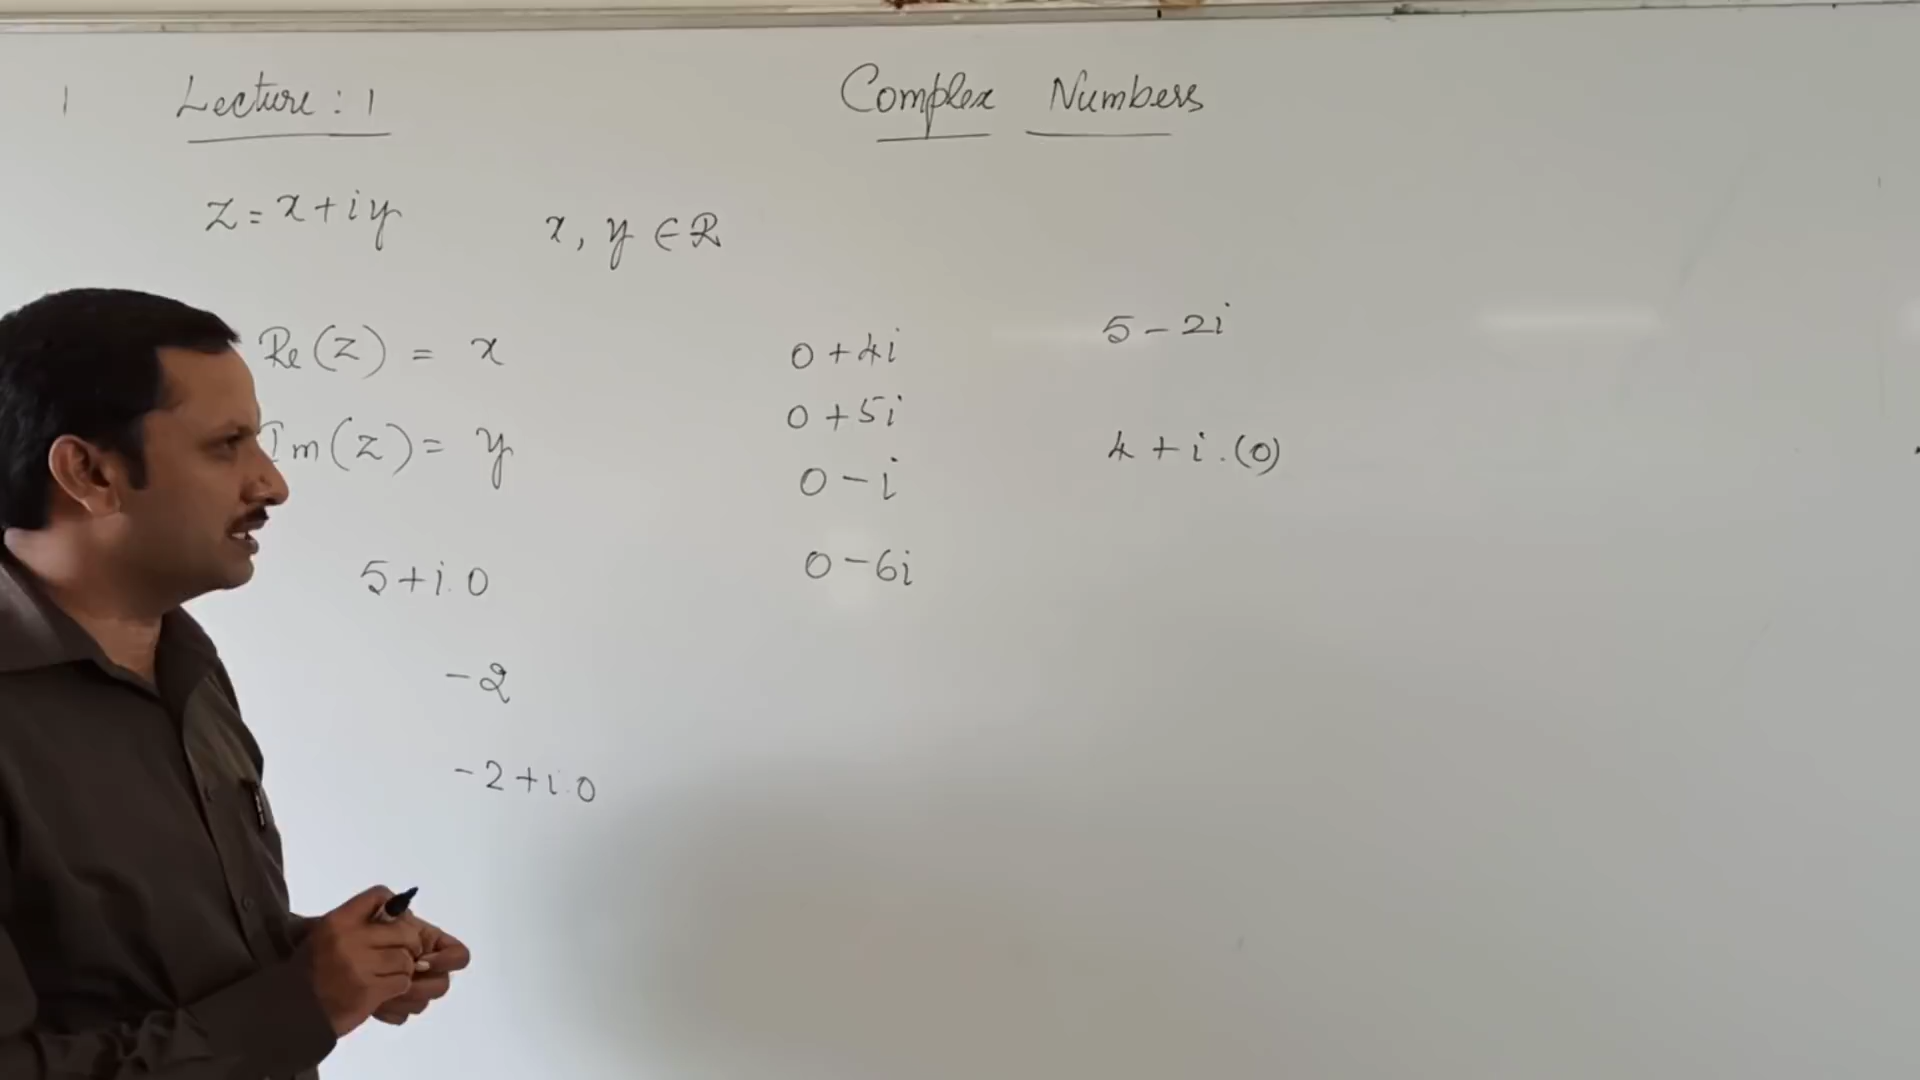 Lecture : 1
Complex Numbers
z = x + iy
x, y ∈ R
Re(z) = x
Im(z) = y
5 + i.0
-2
-2 + i.0
0 + 4i
0 + 5i
0 - i
0 - 6i
5 - 2i
4 + i.(0)